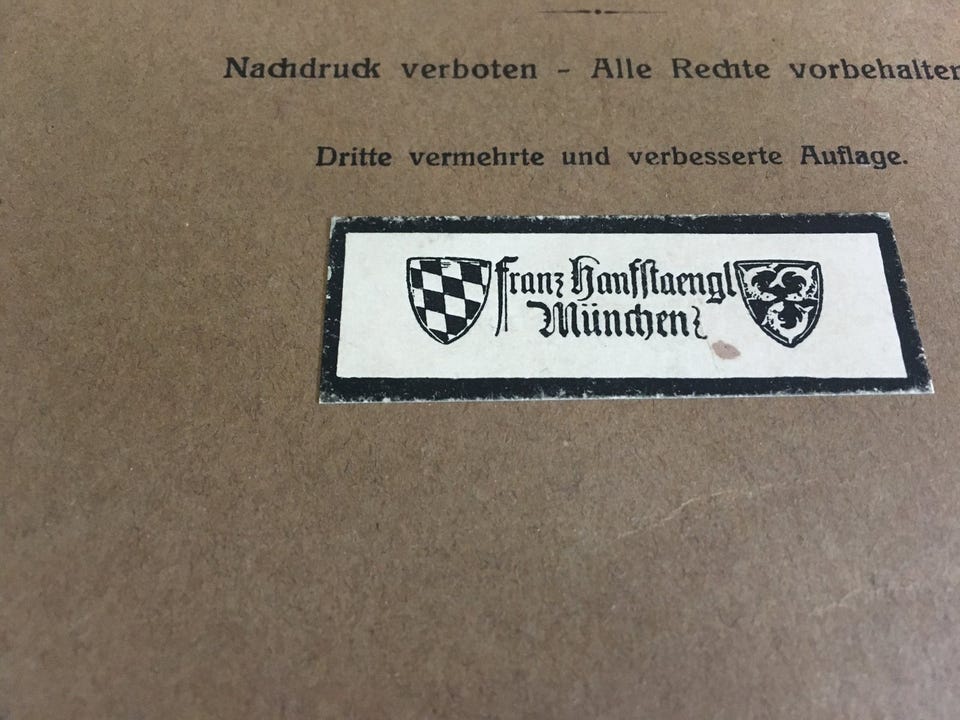 Nachdruck verboten - Alle Rechte vorbehalten
Dritte vermehrte und verbesserte Auflage.
Franz Hanfstaengl
München